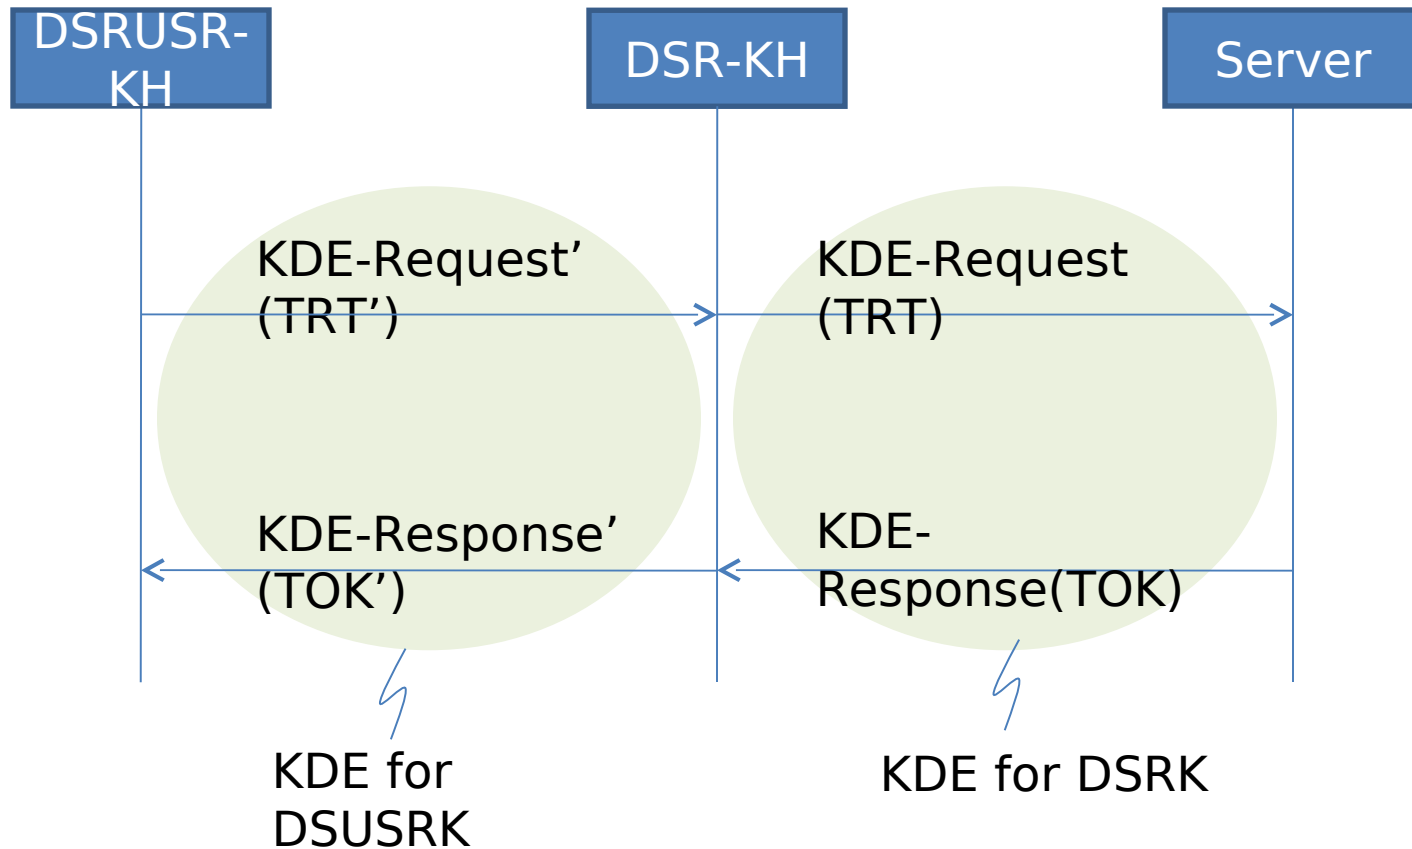 DSRUSR-
KH
DSR-KH
Server
KDE-Request’
(TRT’)
KDE-Request
(TRT)
KDE-Response’
(TOK’)
KDE-
Response(TOK)
KDE for
DSUSRK
KDE for DSRK